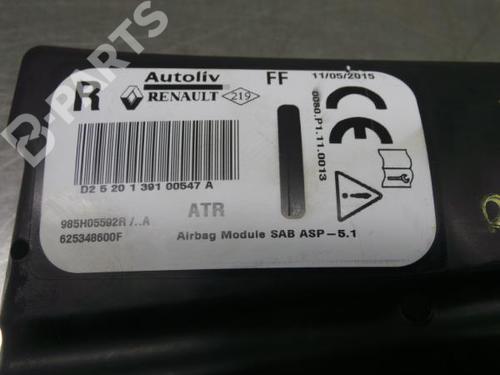 B-PARTS
R
Autoliv
RENAULT 219
FF
11/05/2015
0080.P1.11.0013
CE
D2 5 20 1 391 00547 A
985H05592R /..A
625348600F
ATR
Airbag Module SAB ASP-5.1